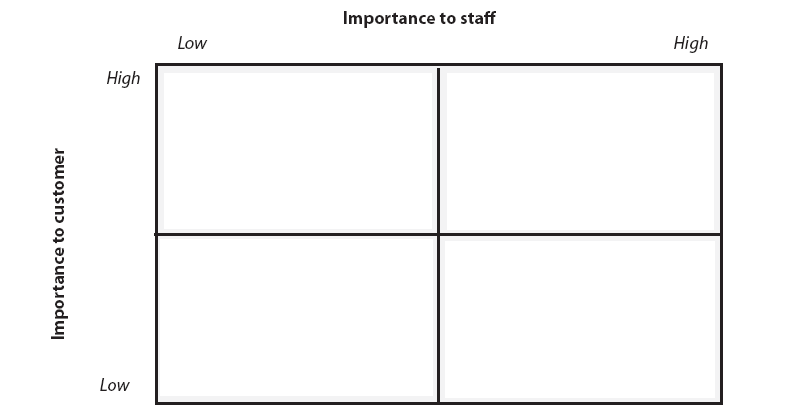 Importance to staff
Low
High
High
Importance to customer
Low